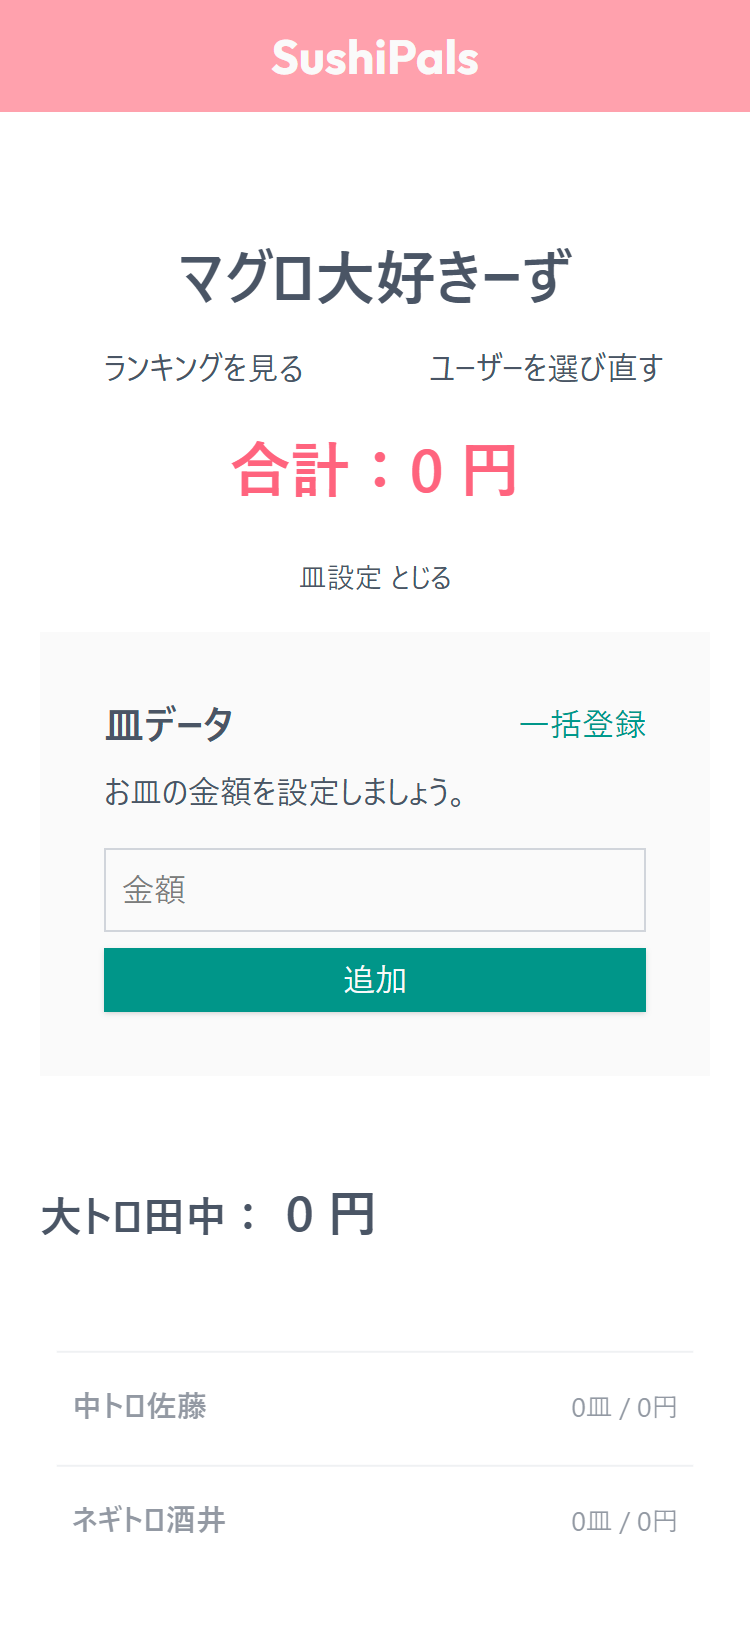 SushiPals
マグロ大好きーず
ランキングを見る
ユーザーを選び直す
合計：0 円
皿設定 とじる
皿データ
一括登録
お皿の金額を設定しましょう。
金額
追加
大トロ田中： 0 円
中トロ佐藤
0皿 / 0円
ネギトロ酒井
0皿 / 0円